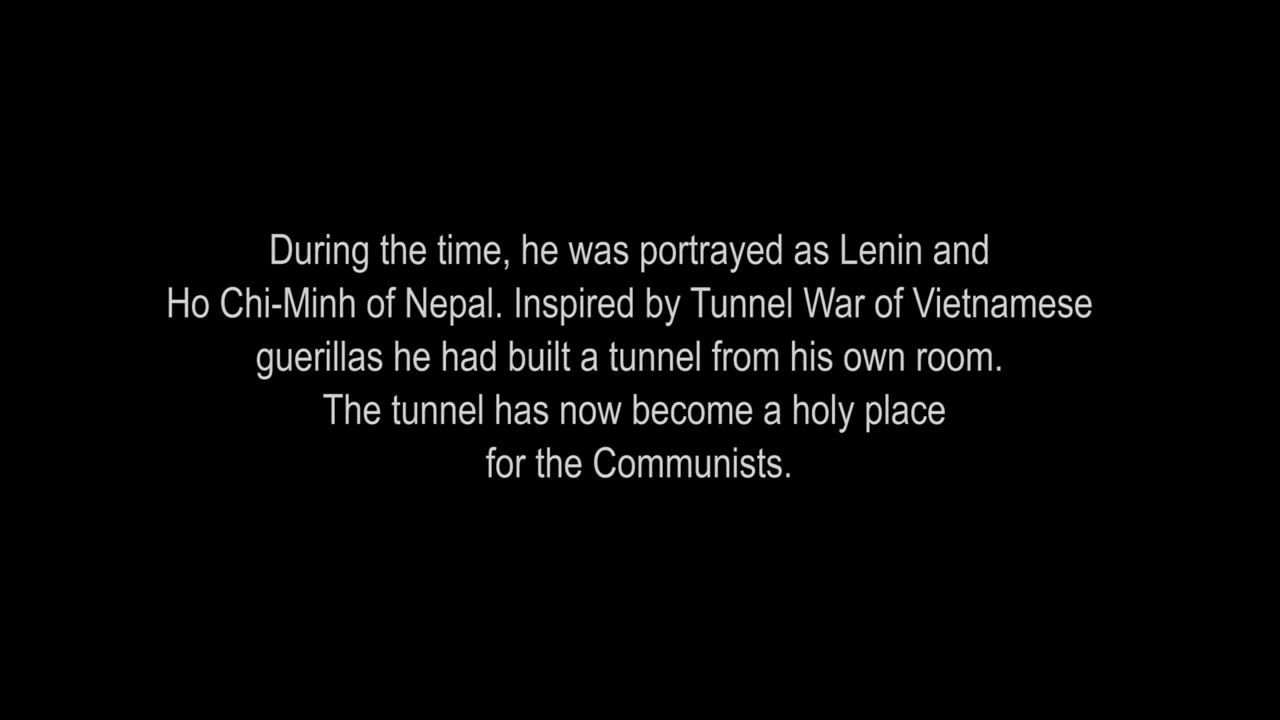 During the time, he was portrayed as Lenin and
Ho Chi-Minh of Nepal. Inspired by Tunnel War of Vietnamese
guerillas he had built a tunnel from his own room.
The tunnel has now become a holy place
for the Communists.